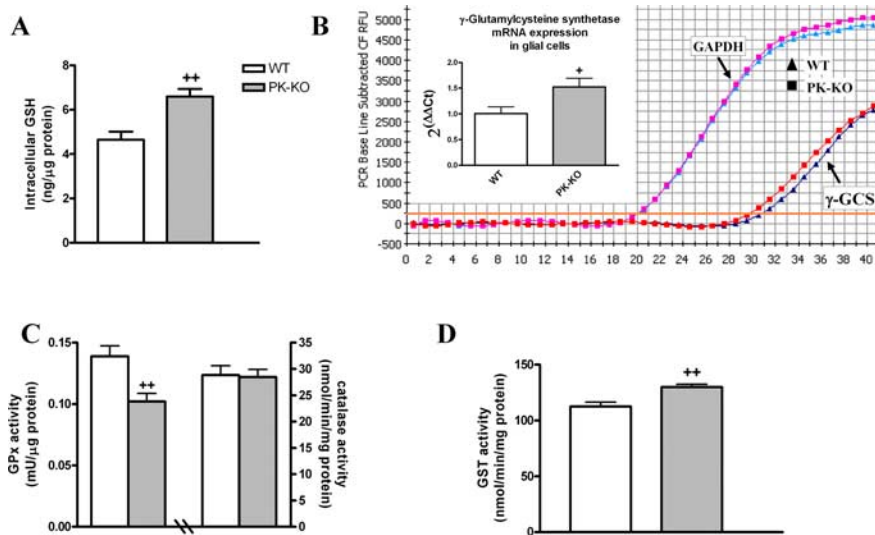 A
Intracellular GSH
(ng/µg protein)
8
6
4
2
0
++
WT
PK-KO
B
PCR Base Line Subtracted CF RFU
5000
4500
4000
3500
3000
2500
2000
1500
1000
500
0
-500
γ-Glutamylcysteine synthetase
mRNA expression
in glial cells
2(ΔΔCt)
2.0
1.5
1.0
0.5
0.0
+
WT
PK-KO
GAPDH
WT
PK-KO
γ-GCS
0 2 4 6 8 10 12 14 16 18 20 22 24 26 28 30 32 34 36 38 40
C
GPx activity
(mU/µg protein)
0.15
0.10
0.05
0.00
++
35
30
25
20
15
10
5
0
catalase activity
(nmol/min/mg protein)
D
GST activity
(nmol/min/mg protein)
150
100
50
0
++